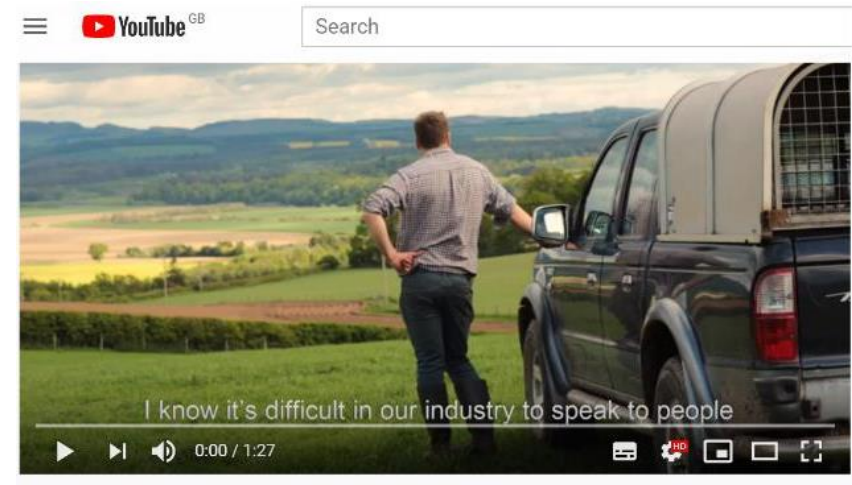 YouTube GB
Search
I know it's difficult in our industry to speak to people
0:00 / 1:27
HD